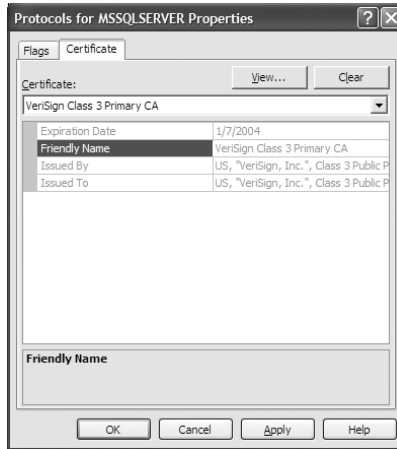 Protocols for MSSQLSERVER Properties
Flags Certificate
View... Clear
Certificate:
VeriSign Class 3 Primary CA
Expiration Date 1/7/2004
Friendly Name VeriSign Class 3 Primary CA
Issued By US, "VeriSign, Inc.", Class 3 Public P
Issued To US, "VeriSign, Inc.", Class 3 Public P
Friendly Name
OK Cancel Apply Help